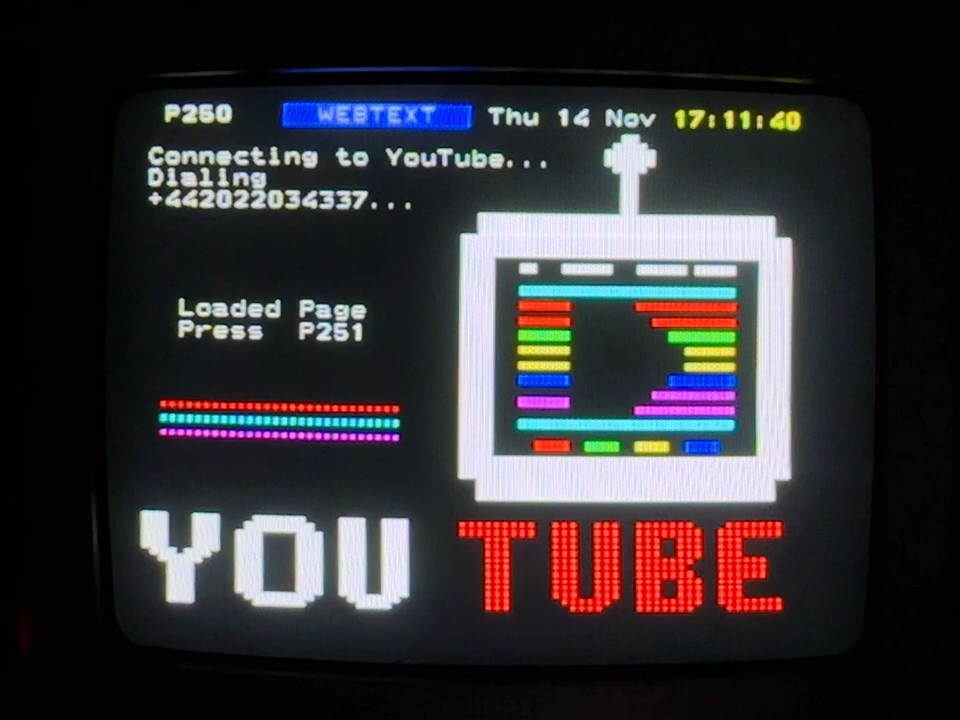 P250 WEBTEXT Thu 14 Nov 17:11:40
Connecting to YouTube...
Dialing
+442022034337...
Loaded Page
Press P251
YOU TUBE